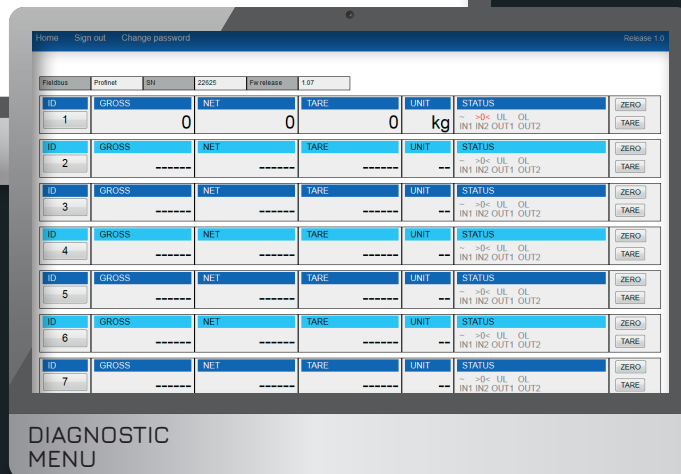 Home Sign out Change password Release 1.0
Fieldbus Profinet SN 22625 Fw release 1.07
ID GROSS NET TARE UNIT STATUS ZERO
1 0 0 0 kg ~ >0< UL OL
IN1 IN2 OUT1 OUT2 TARE
ID GROSS NET TARE UNIT STATUS ZERO
2 ------ ------ ------ -- ~ >0< UL OL
IN1 IN2 OUT1 OUT2 TARE
ID GROSS NET TARE UNIT STATUS ZERO
3 ------ ------ ------ -- ~ >0< UL OL
IN1 IN2 OUT1 OUT2 TARE
ID GROSS NET TARE UNIT STATUS ZERO
4 ------ ------ ------ -- ~ >0< UL OL
IN1 IN2 OUT1 OUT2 TARE
ID GROSS NET TARE UNIT STATUS ZERO
5 ------ ------ ------ -- ~ >0< UL OL
IN1 IN2 OUT1 OUT2 TARE
ID GROSS NET TARE UNIT STATUS ZERO
6 ------ ------ ------ -- ~ >0< UL OL
IN1 IN2 OUT1 OUT2 TARE
ID GROSS NET TARE UNIT STATUS ZERO
7 ------ ------ ------ -- ~ >0< UL OL
IN1 IN2 OUT1 OUT2 TARE
DIAGNOSTIC
MENU